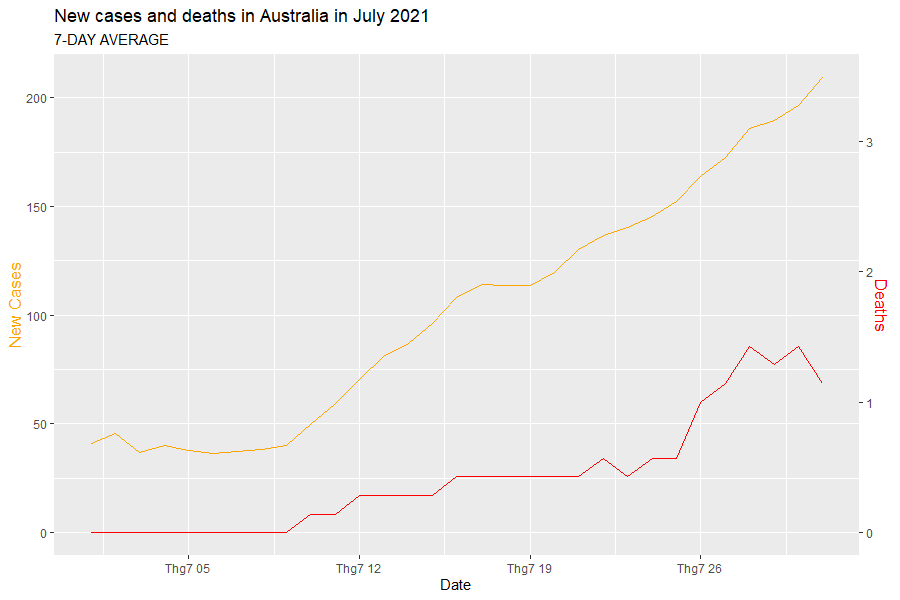 New cases and deaths in Australia in July 2021
7-DAY AVERAGE
200
150
100
50
0
New Cases
3
2
1
0
Deaths
Thg7 05
Thg7 12
Thg7 19
Thg7 26
Date